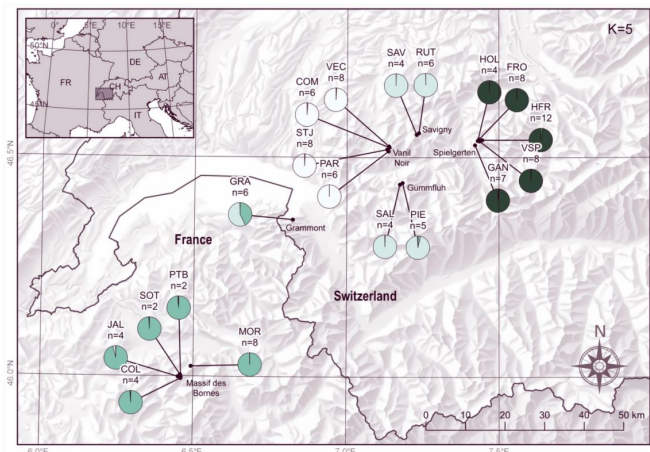 K=5
50°N
45°N
FR
DE
CH
AT
IT
5°E
10°E
15°E
SAV
n=4
RUT
n=6
HOL
n=4
FRO
n=8
COM
n=6
VEC
n=8
HFR
n=12
STJ
n=8
Savigny
VSP
n=8
46.5°N
PAR
n=6
Vanil
Noir
Spielgerten
GAN
n=7
GRA
n=6
Gummfluh
Grammont
France
SAL
n=4
PIE
n=5
Switzerland
PTB
n=2
SOT
n=2
JAL
n=4
MOR
n=8
COL
n=4
46.0°N
Massif des
Bornes
N
0 10 20 30 40 50 km
6.0°E 6.5°E 7.0°E 7.5°E